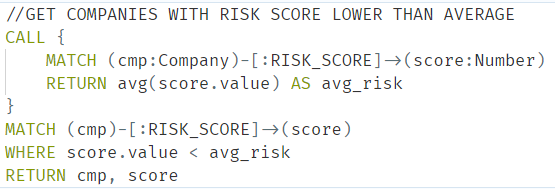 //GET COMPANIES WITH RISK SCORE LOWER THAN AVERAGE
CALL {
    MATCH (cmp:Company)-[:RISK_SCORE]->(score:Number)
    RETURN avg(score.value) AS avg_risk
}
MATCH (cmp)-[:RISK_SCORE]->(score)
WHERE score.value < avg_risk
RETURN cmp, score